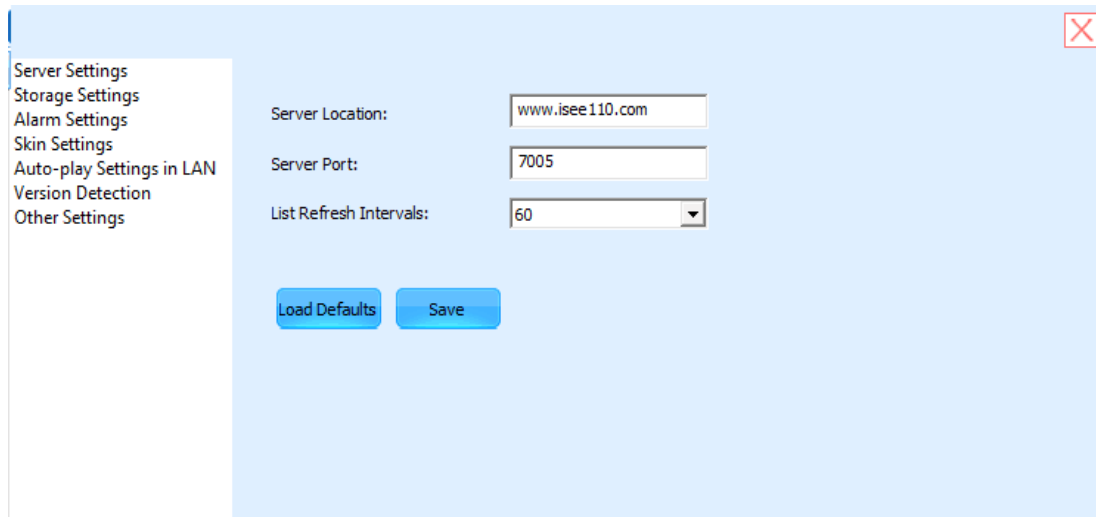 Server Settings
Storage Settings
Alarm Settings
Skin Settings
Auto-play Settings in LAN
Version Detection
Other Settings
Server Location: www.isee110.com
Server Port: 7005
List Refresh Intervals: 60
Load Defaults Save